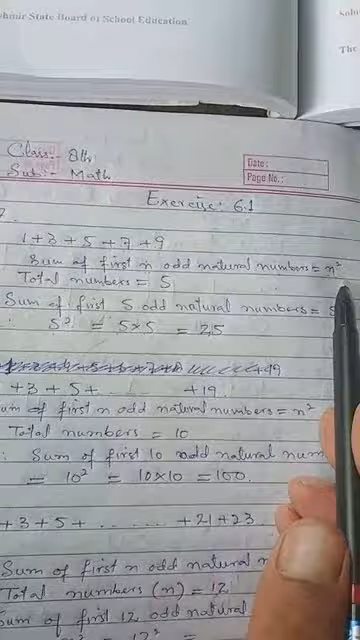 State Board of School Education
Class:- 8th
Sub:- Math
Date:
Page No.:
Exercise: 6.1
1+3+5+7+9
Sum of first n odd natural numbers = n²
Total numbers = 5
Sum of first 5 odd natural numbers =
5² = 5×5 = 25
+3+5+ ... +19
of first n odd natural numbers = n²
Total numbers = 10
Sum of first 10 odd natural
= 10² = 10×10 = 100.
+3+5+ ...... +21+23
Sum of first n odd natural
Total numbers (n) = 12
of first 12 odd natural
= 12² =